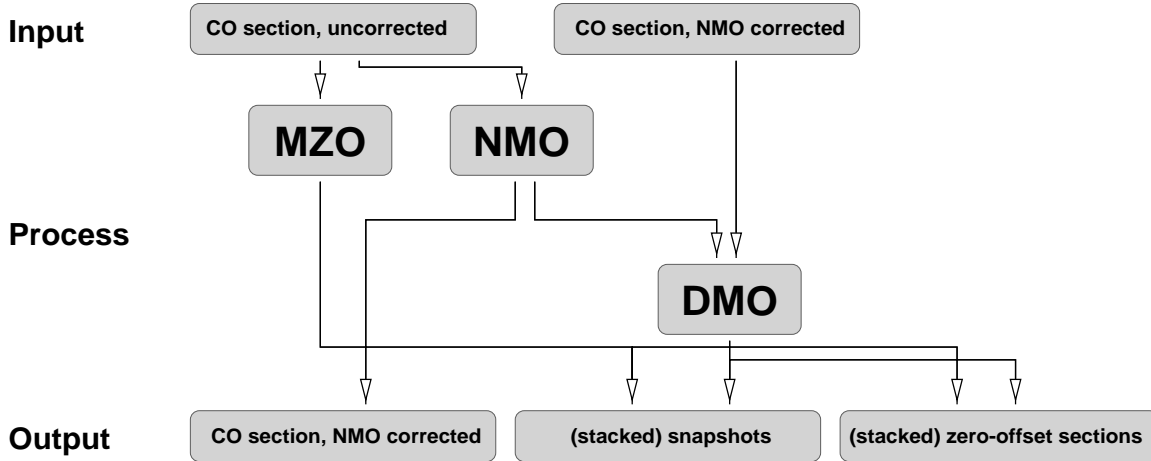 Input
CO section, uncorrected
CO section, NMO corrected
MZO
NMO
Process
DMO
Output
CO section, NMO corrected
(stacked) snapshots
(stacked) zero-offset sections